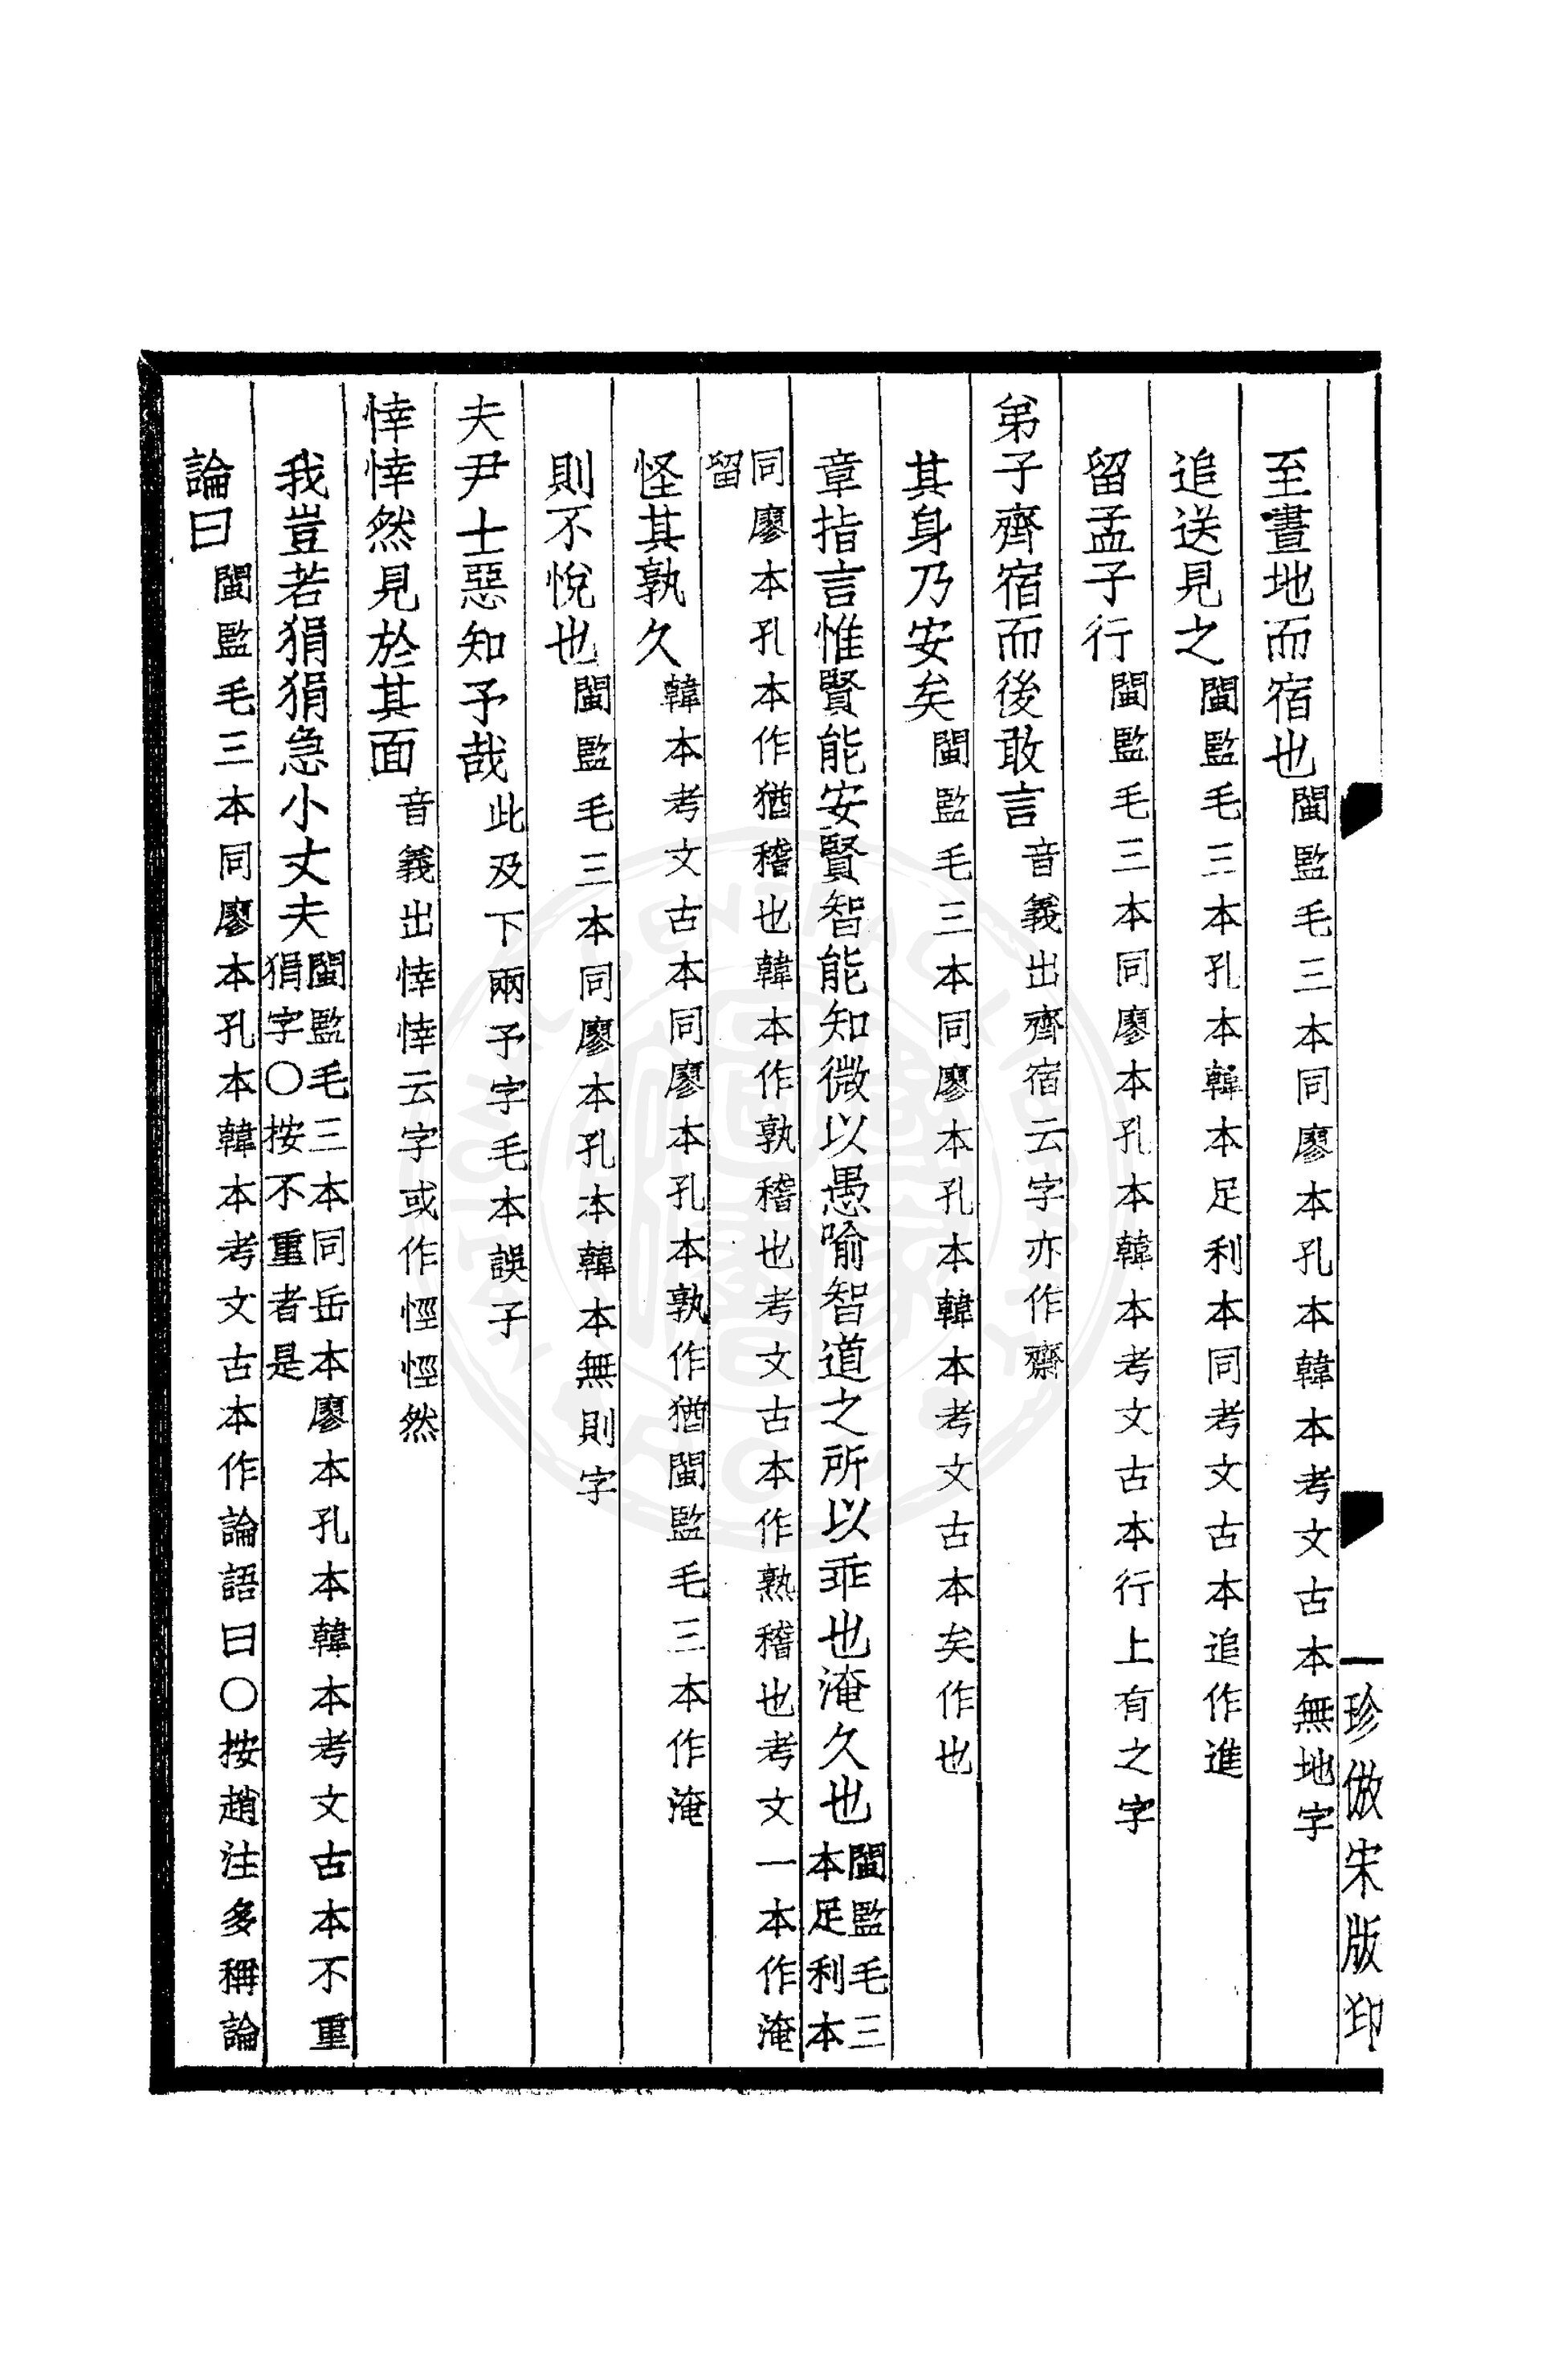 至晝地而宿也閩監毛三本同廖本孔本韓本考文古本無地字
追送見之閩監毛三本孔本韓本足利本同考文古本追作進
留孟子行閩監毛三本同廖本孔本韓本考文古本行上有之字
弟子齊宿而後敢言音義出齊宿云字亦作齋
其身乃安矣閩監毛三本同廖本孔本韓本考文古本矣作也
章指言惟賢能安賢智能知微以愚喻智道之所以乖也淹久也閩監毛三本足利本
同廖本孔本作猶稽也韓本作孰稽也考文古本作熟稽也考文一本作淹留
怪其孰久韓本考文古本同廖本孔本孰作猶閩監毛三本作淹
則不悅也閩監毛三本同廖本孔本韓本無則字
夫尹士惡知予哉此及下兩予字毛本誤子
悻悻然見於其面音義出悻悻云字或作悭悭然
我豈若狷狷急小丈夫閩監毛三本同岳本廖本孔本韓本考文古本不重狷字〇按不重者是
論曰閩監毛三本同廖本孔本韓本考文古本作論語曰〇按趙注多稱論
珍倣宋版印